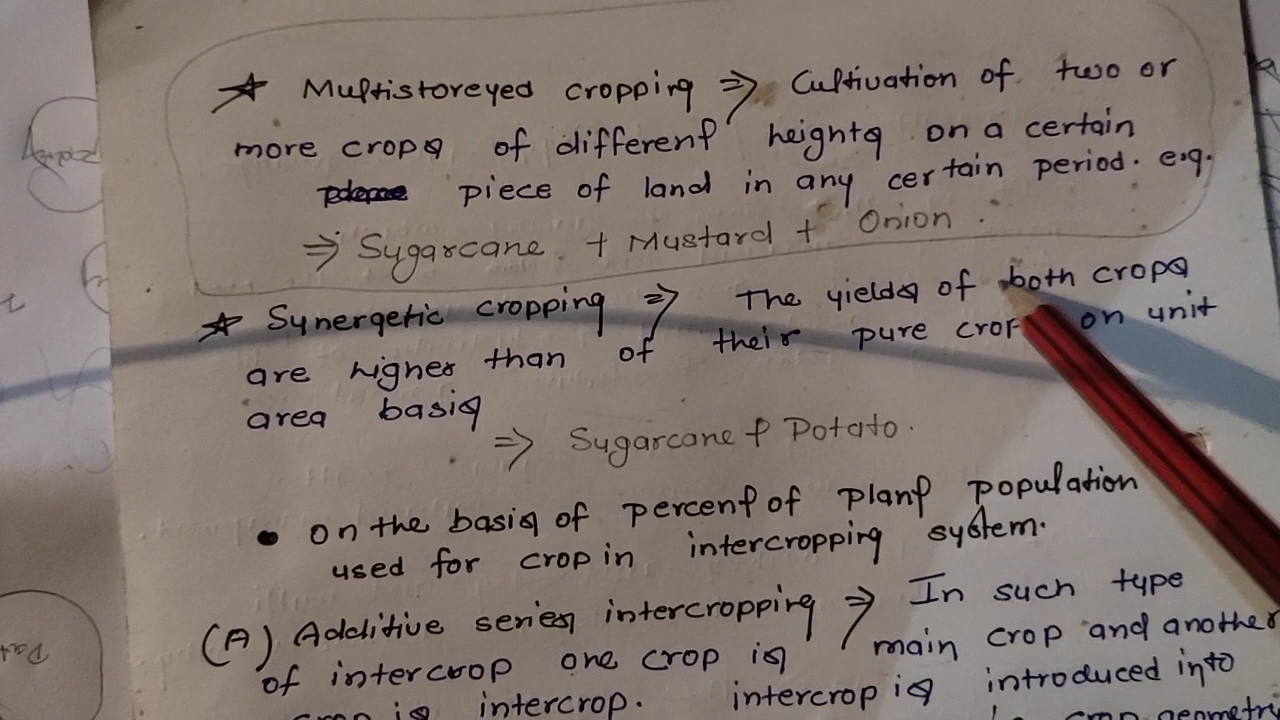 ★ Multistoreyed cropping ⇒ Cultivation of two or
more crops of different heights on a certain
piece of land in any certain period. e.g.
⇒ Sugarcane + Mustard + Onion.
★ Synergetic cropping ⇒ The yields of both crops
are higher than of their pure crop on unit
area basis
⇒ Sugarcane + Potato.
• on the basis of percent of plant population
used for crop in intercropping system.
(A) Additive series intercropping ⇒ In such type
of intercrop one crop is main crop and another
crop is intercrop. intercrop is introduced into
crop geometry